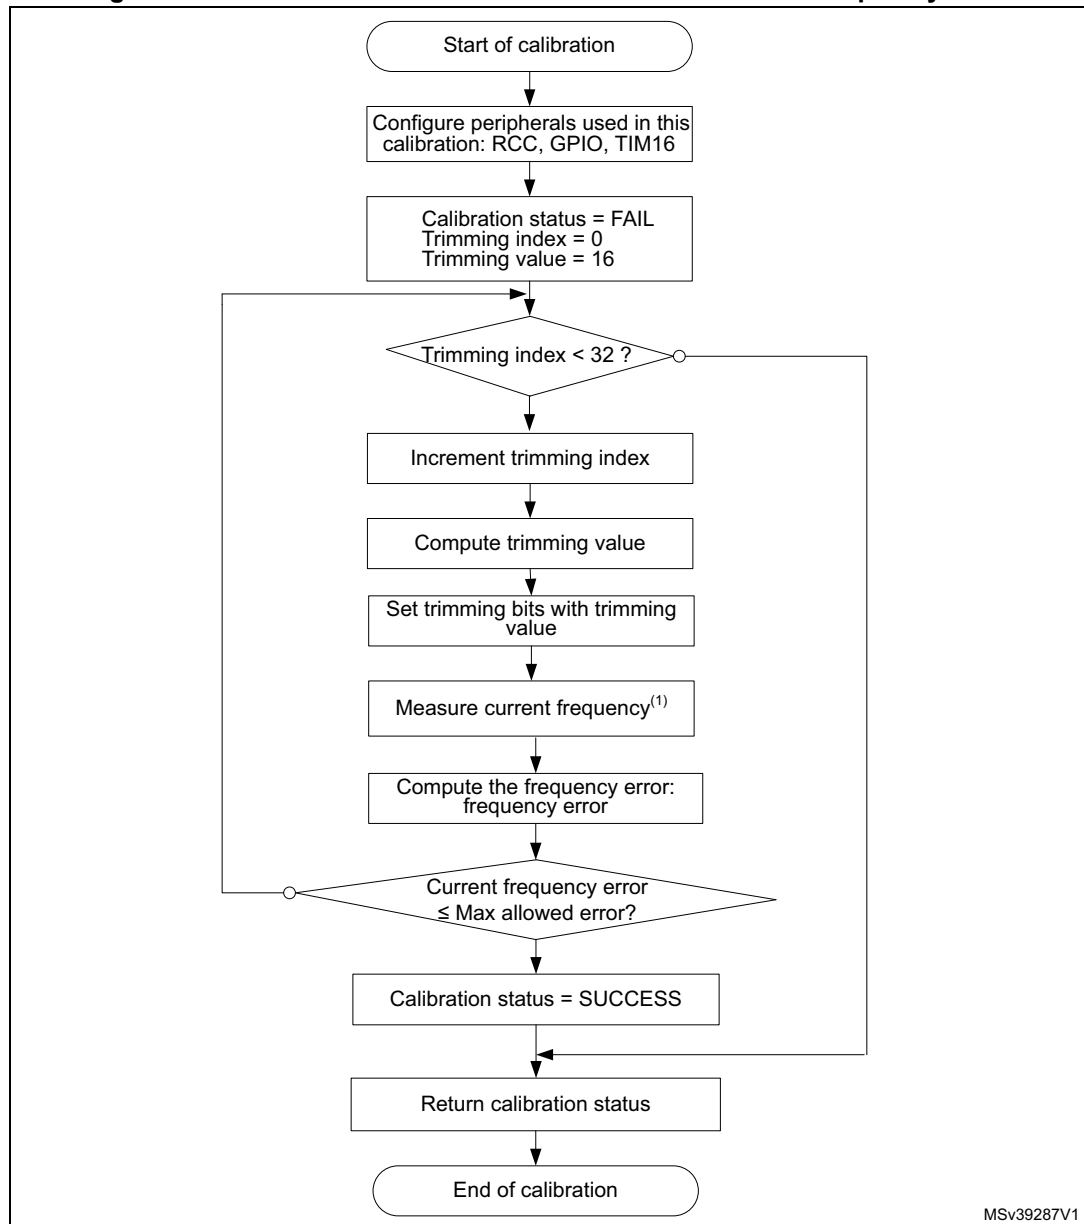 Start of calibration
Configure peripherals used in this
calibration: RCC, GPIO, TIM16
Calibration status = FAIL
Trimming index = 0
Trimming value = 16
Trimming index < 32 ?
Increment trimming index
Compute trimming value
Set trimming bits with trimming
value
Measure current frequency(1)
Compute the frequency error:
frequency error
Current frequency error
≤ Max allowed error?
Calibration status = SUCCESS
Return calibration status
End of calibration
MSv39287V1